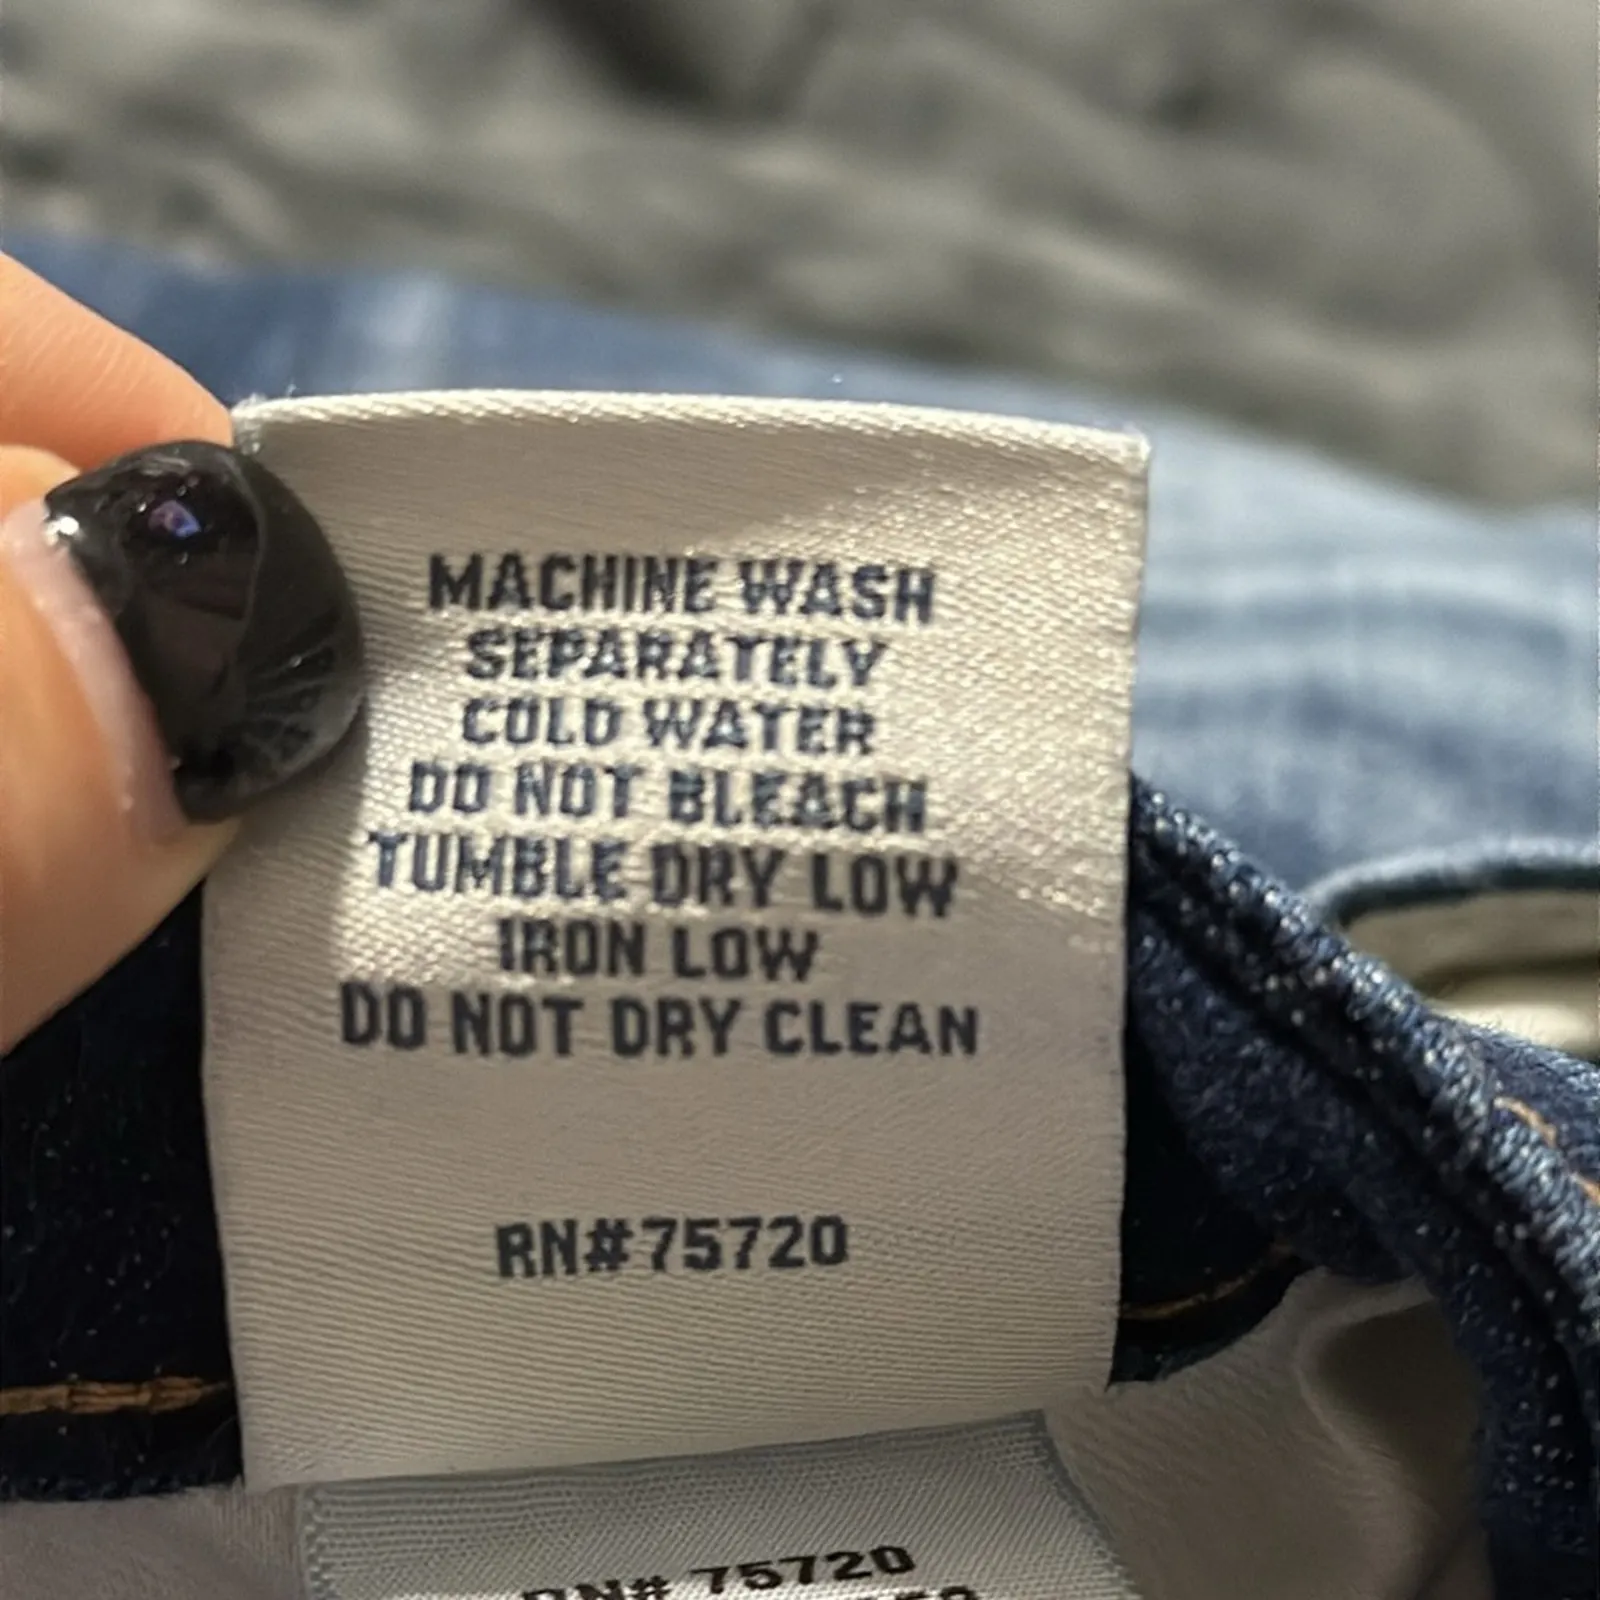 MACHINE WASH
SEPARATELY
COLD WATER
DO NOT BLEACH
TUMBLE DRY LOW
IRON LOW
DO NOT DRY CLEAN
RN#75720
RN# 75720